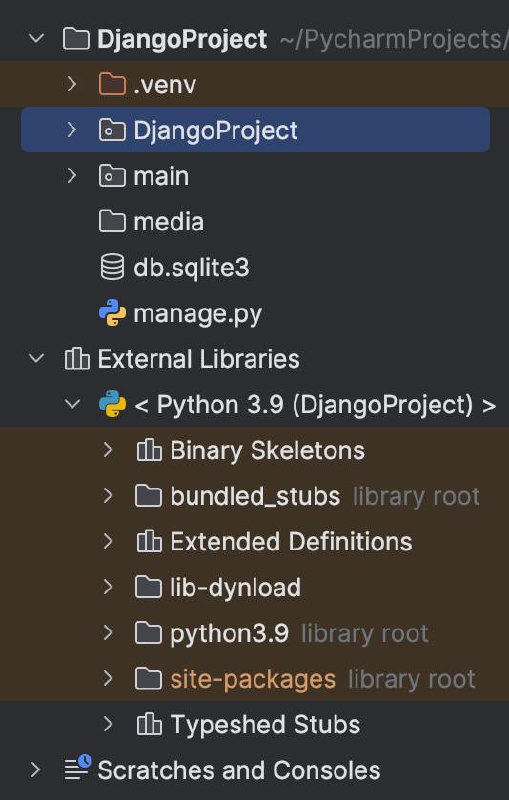 DjangoProject ~/PycharmProjects/
.venv
DjangoProject
main
media
db.sqlite3
manage.py
External Libraries
< Python 3.9 (DjangoProject) >
Binary Skeletons
bundled_stubs library root
Extended Definitions
lib-dynload
python3.9 library root
site-packages library root
Typeshed Stubs
Scratches and Consoles